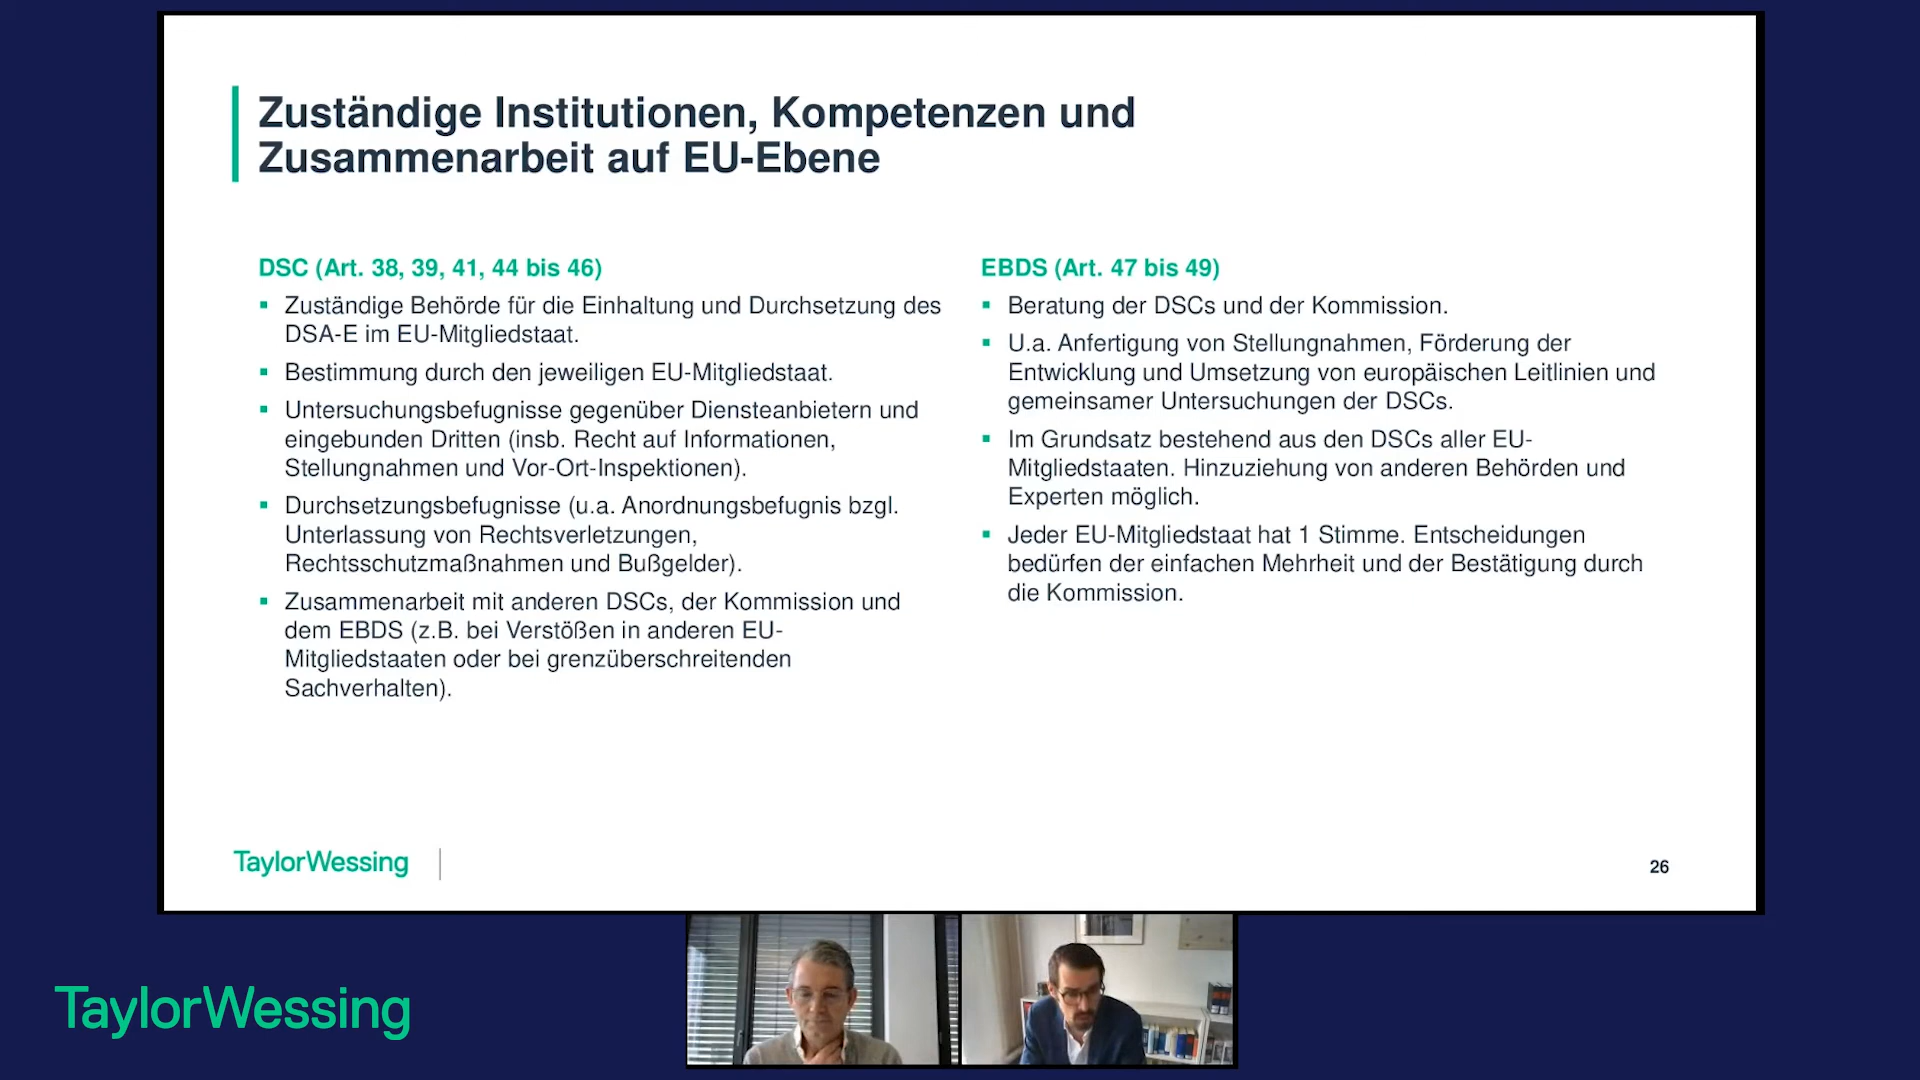 Zuständige Institutionen, Kompetenzen und
Zusammenarbeit auf EU-Ebene
DSC (Art. 38, 39, 41, 44 bis 46)
▪ Zuständige Behörde für die Einhaltung und Durchsetzung des
DSA-E im EU-Mitgliedstaat.
▪ Bestimmung durch den jeweiligen EU-Mitgliedstaat.
▪ Untersuchungsbefugnisse gegenüber Diensteanbietern und
eingebunden Dritten (insb. Recht auf Informationen,
Stellungnahmen und Vor-Ort-Inspektionen).
▪ Durchsetzungsbefugnisse (u.a. Anordnungsbefugnis bzgl.
Unterlassung von Rechtsverletzungen,
Rechtsschutzmaßnahmen und Bußgelder).
▪ Zusammenarbeit mit anderen DSCs, der Kommission und
dem EBDS (z.B. bei Verstößen in anderen EU-
Mitgliedstaaten oder bei grenzüberschreitenden
Sachverhalten).
EBDS (Art. 47 bis 49)
▪ Beratung der DSCs und der Kommission.
▪ U.a. Anfertigung von Stellungnahmen, Förderung der
Entwicklung und Umsetzung von europäischen Leitlinien und
gemeinsamer Untersuchungen der DSCs.
▪ Im Grundsatz bestehend aus den DSCs aller EU-
Mitgliedstaaten. Hinzuziehung von anderen Behörden und
Experten möglich.
▪ Jeder EU-Mitgliedstaat hat 1 Stimme. Entscheidungen
bedürfen der einfachen Mehrheit und der Bestätigung durch
die Kommission.
TaylorWessing
26
TaylorWessing